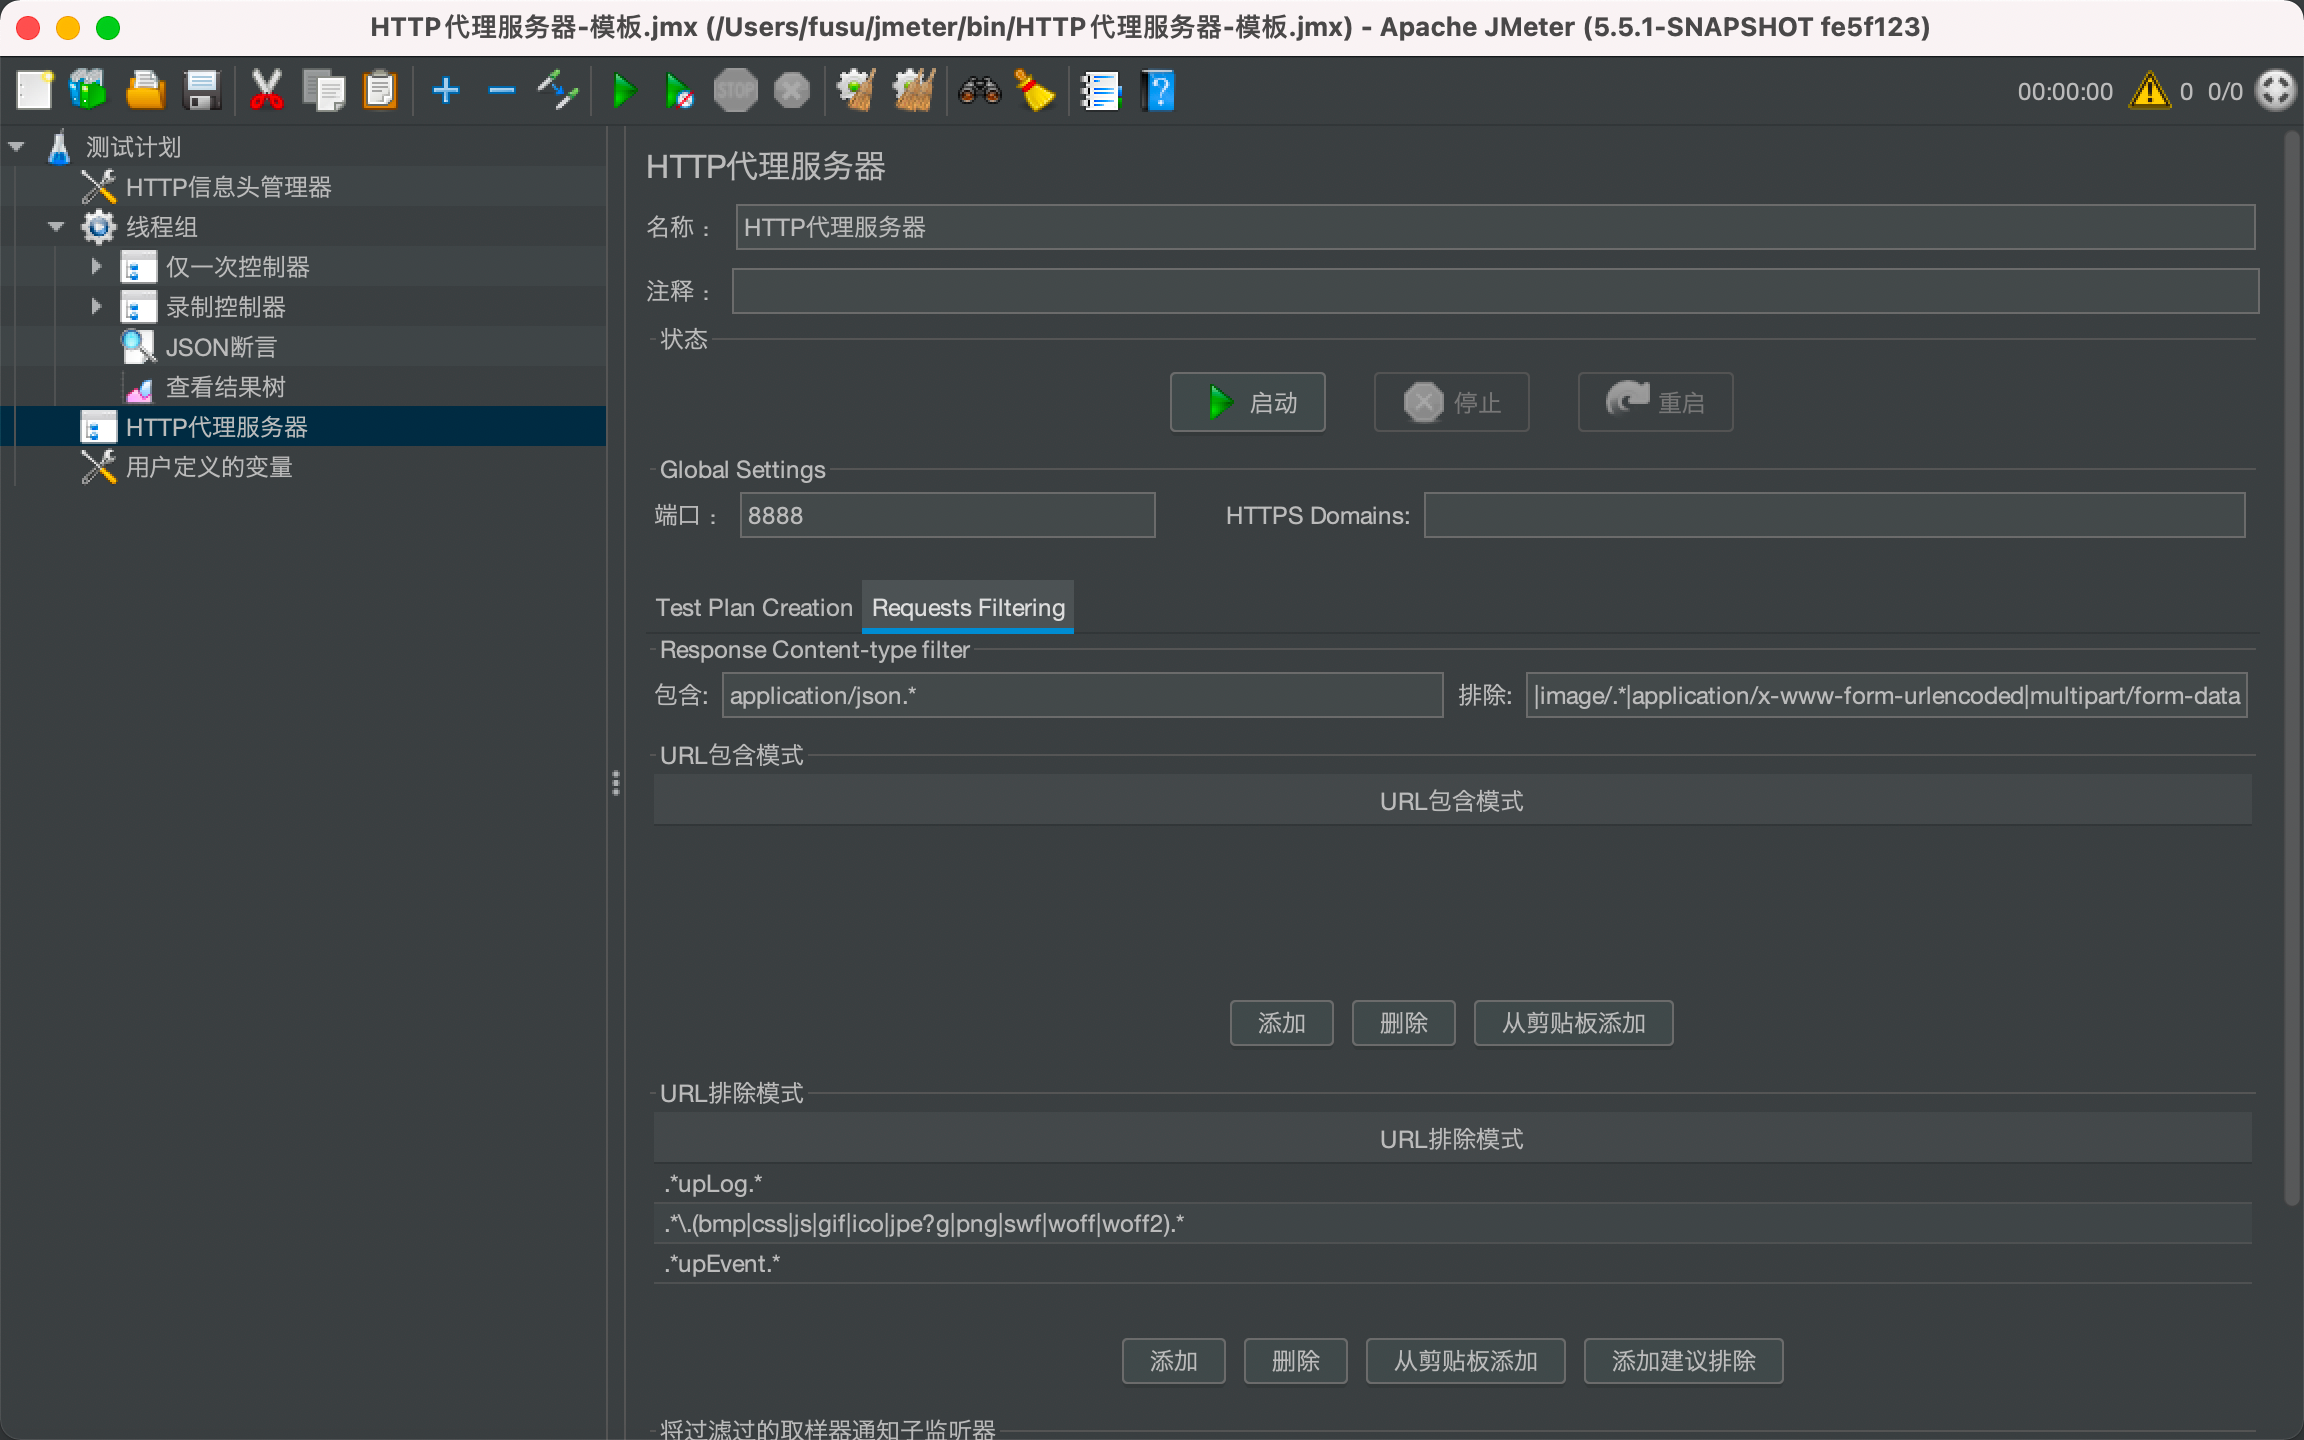 HTTP代理服务器-模板.jmx (/Users/fusu/jmeter/bin/HTTP代理服务器-模板.jmx) - Apache JMeter (5.5.1-SNAPSHOT fe5f123)
STOP
00:00:00 0 0/0
测试计划
HTTP信息头管理器
线程组
仅一次控制器
录制控制器
JSON断言
查看结果树
HTTP代理服务器
用户定义的变量
HTTP代理服务器
名称： HTTP代理服务器
注释：
状态
启动 停止 重启
Global Settings
端口： 8888 HTTPS Domains:
Test Plan Creation Requests Filtering
Response Content-type filter
包含: application/json.* 排除: |image/.*|application/x-www-form-urlencoded|multipart/form-data
URL包含模式
URL包含模式
添加 删除 从剪贴板添加
URL排除模式
URL排除模式
.*upLog.*
.*\.(bmp|css|js|gif|ico|jpe?g|png|swf|woff|woff2).*
.*upEvent.*
添加 删除 从剪贴板添加 添加建议排除
将过滤过的取样器通知子监听器